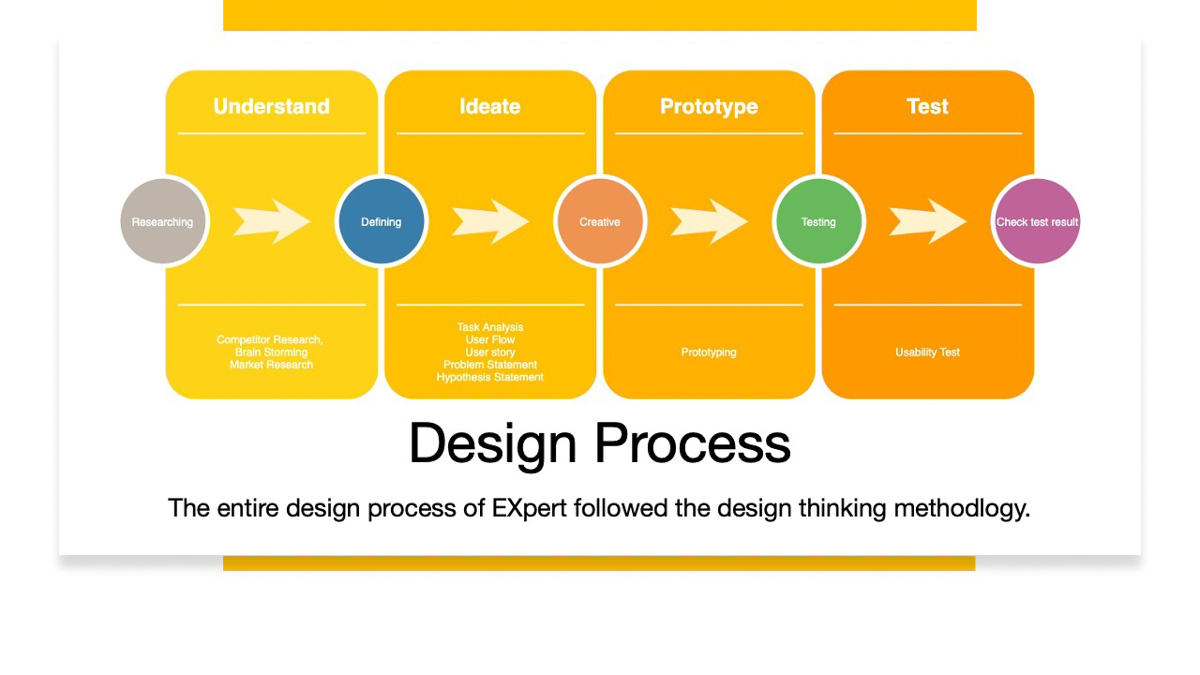 Understand
Ideate
Prototype
Test
Researching
Defining
Creative
Testing
Check test result
Competitor Research,
Brain Storming
Market Research
Task Analysis
User Flow
User story
Problem Statement
Hypothesis Statement
Prototyping
Usability Test
Design Process
The entire design process of EXpert followed the design thinking methodlogy.